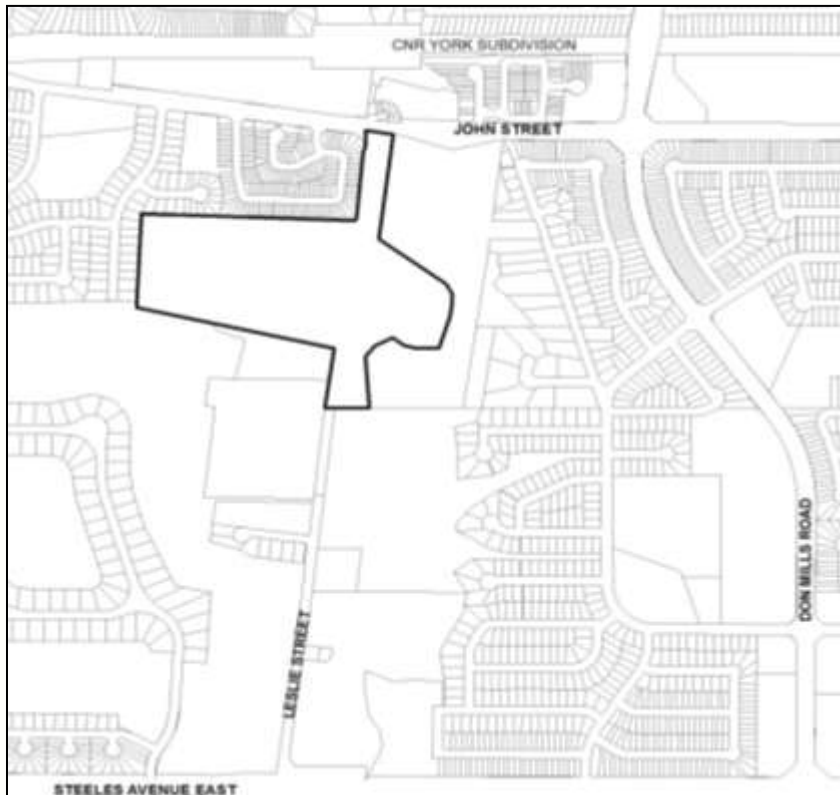 CNR YORK SUBDIVISION
JOHN STREET
DON MILLS ROAD
LESLIE STREET
STEELES AVENUE EAST